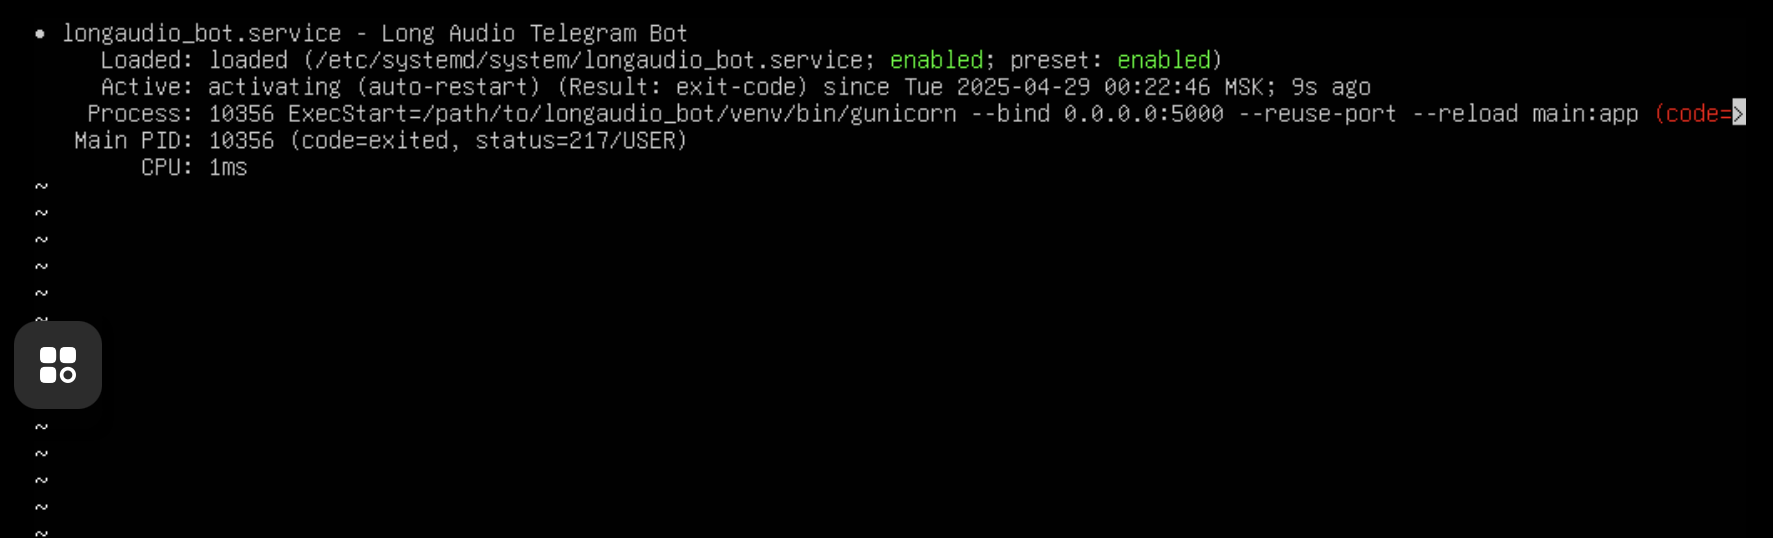 ● longaudio_bot.service - Long Audio Telegram Bot
Loaded: loaded (/etc/systemd/system/longaudio_bot.service; enabled; preset: enabled)
Active: activating (auto-restart) (Result: exit-code) since Tue 2025-04-29 00:22:46 MSK; 9s ago
Process: 10356 ExecStart=/path/to/longaudio_bot/venv/bin/gunicorn --bind 0.0.0.0:5000 --reuse-port --reload main:app (code=>
Main PID: 10356 (code=exited, status=217/USER)
CPU: 1ms
~
~
~
~
~
~
~
~
~
~
~